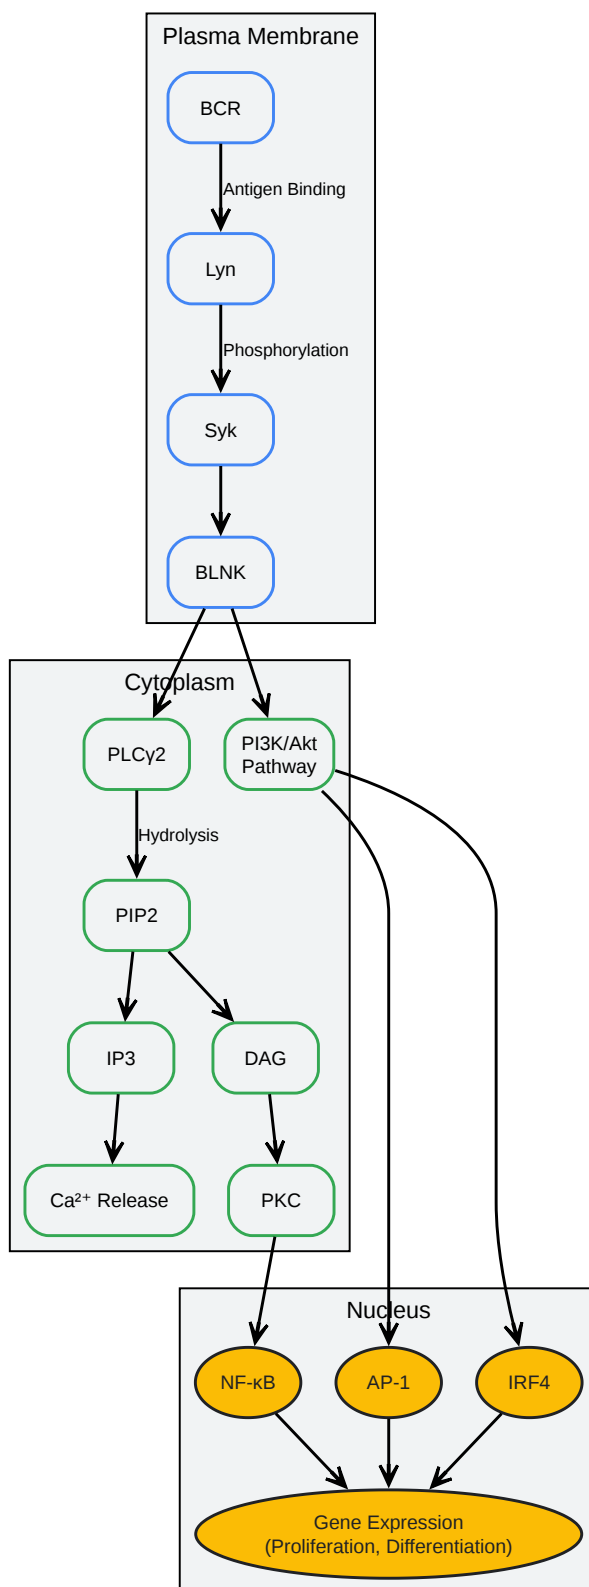 Plasma Membrane
BCR
Antigen Binding
Lyn
Phosphorylation
Syk
BLNK
Cytoplasm
PLCγ2
PI3K/Akt
Pathway
Hydrolysis
PIP2
IP3
DAG
Ca²⁺ Release
PKC
Nucleus
NF-κB
AP-1
IRF4
Gene Expression
(Proliferation, Differentiation)